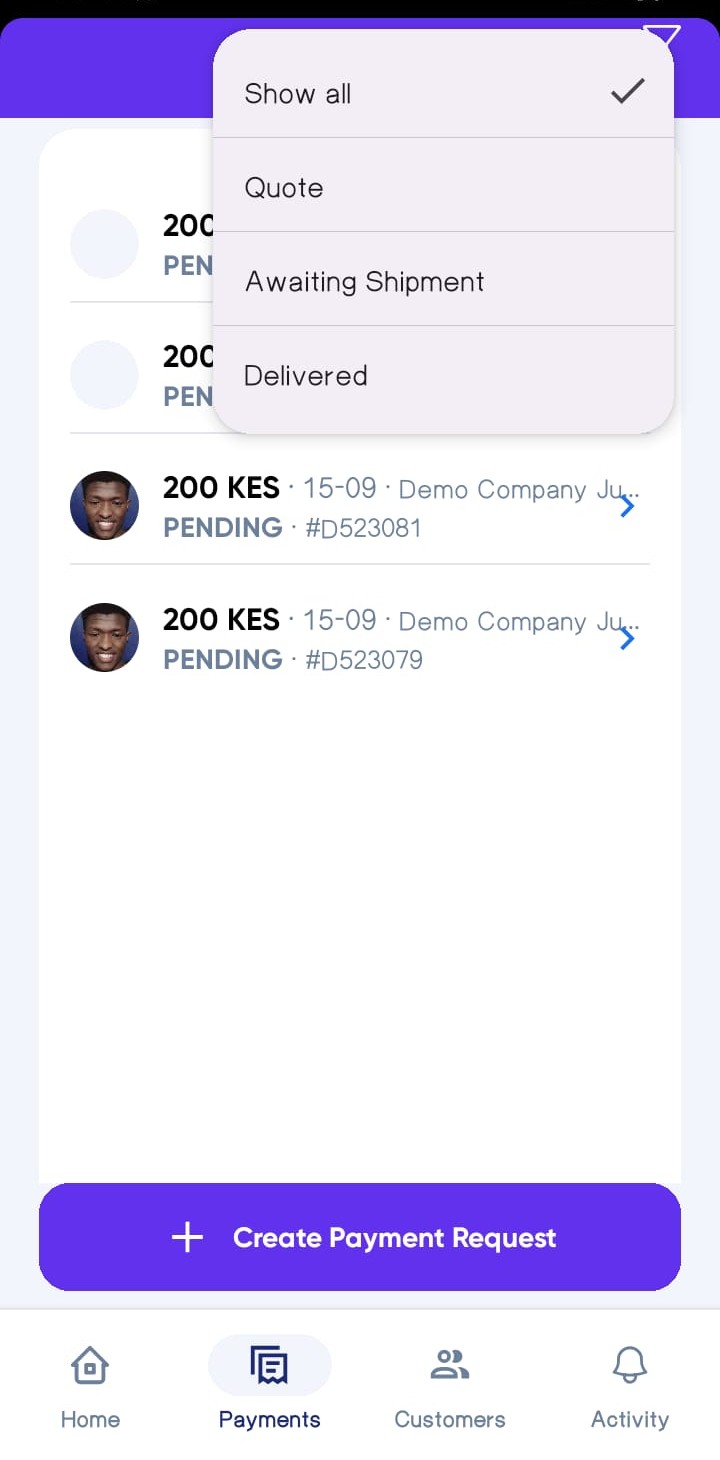 Show all
Quote
Awaiting Shipment
Delivered
200
PEN
200
PEN
200 KES · 15-09 · Demo Company Ju...
PENDING · #D523081
200 KES · 15-09 · Demo Company Ju...
PENDING · #D523079
Create Payment Request
Home
Payments
Customers
Activity